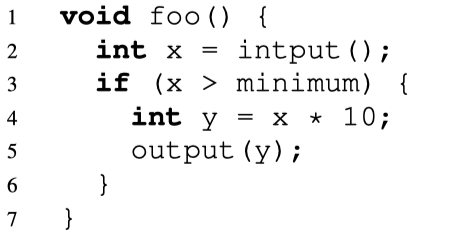 1 void foo() {
2 int x = intput();
3 if (x > minimum) {
4 int y = x * 10;
5 output(y);
6 }
7 }